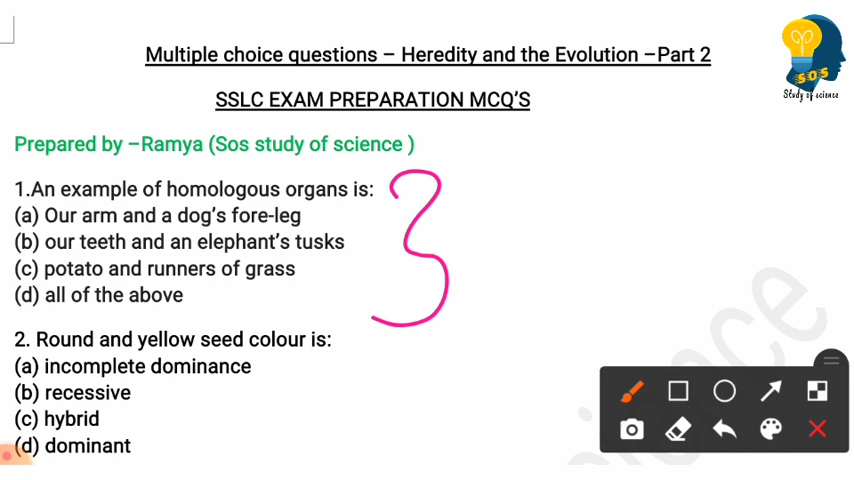 Multiple choice questions – Heredity and the Evolution –Part 2
SSLC EXAM PREPARATION MCQ'S
SOS
Study of science
Prepared by –Ramya (Sos study of science )
1.An example of homologous organs is:
(a) Our arm and a dog's fore-leg
(b) our teeth and an elephant's tusks
(c) potato and runners of grass
(d) all of the above
3
2. Round and yellow seed colour is:
(a) incomplete dominance
(b) recessive
(c) hybrid
(d) dominant